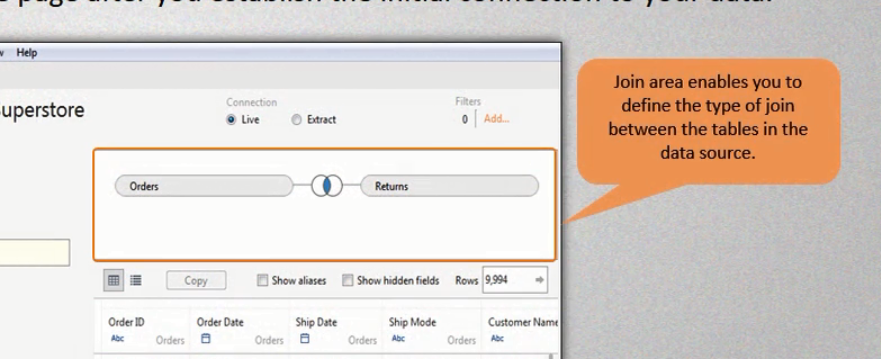 page after you establish the initial connection to your data.
Help
uperstore
Connection
Live
Extract
Filters
0 Add...
Join area enables you to
define the type of join
between the tables in the
data source.
Orders
Returns
Copy
Show aliases
Show hidden fields
Rows
9,994
Order ID
Order Date
Ship Date
Ship Mode
Customer Name
Abc
Orders
Orders
Orders
Abc
Orders
Abc